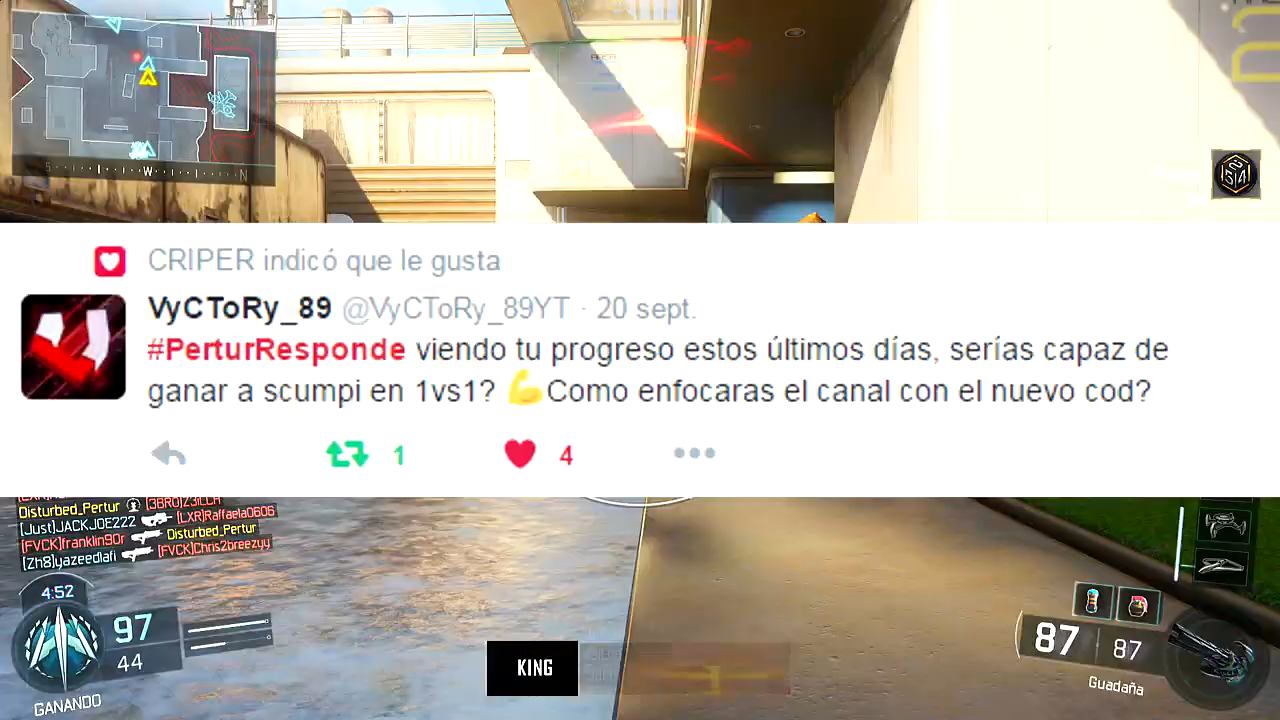 S W N
CRIPER indicó que le gusta
VyCToRy_89 @VyCToRy_89YT · 20 sept.
#PerturResponde viendo tu progreso estos últimos días, serías capaz de
ganar a scumpi en 1vs1? 💪Como enfocaras el canal con el nuevo cod?
1 4
Disturbed_Pertur [3BR0]Z3ILLH
[Just]JACKJOE222 [LXR]Raffaela0606
[FVCK]franklin90r Disturbed_Pertur
[Zh8]yazeedlafi [FVCK]Chris2breezyy
4:52
97
44
GANANDO
KING
87 87
Guadaña